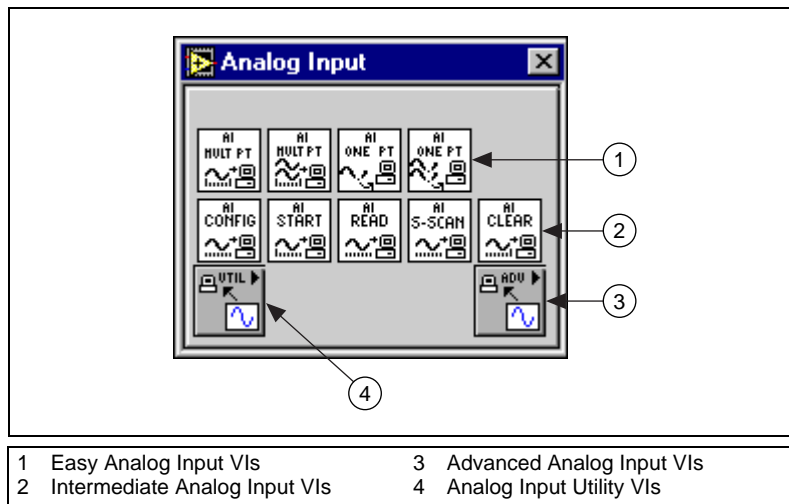 Analog Input
AI MULT PT
AI MULT PT
AI ONE PT
AI ONE PT
1
AI CONFIG
AI START
AI READ
AI S-SCAN
AI CLEAR
2
UTIL
ADV
3
4
1 Easy Analog Input VIs
2 Intermediate Analog Input VIs
3 Advanced Analog Input VIs
4 Analog Input Utility VIs